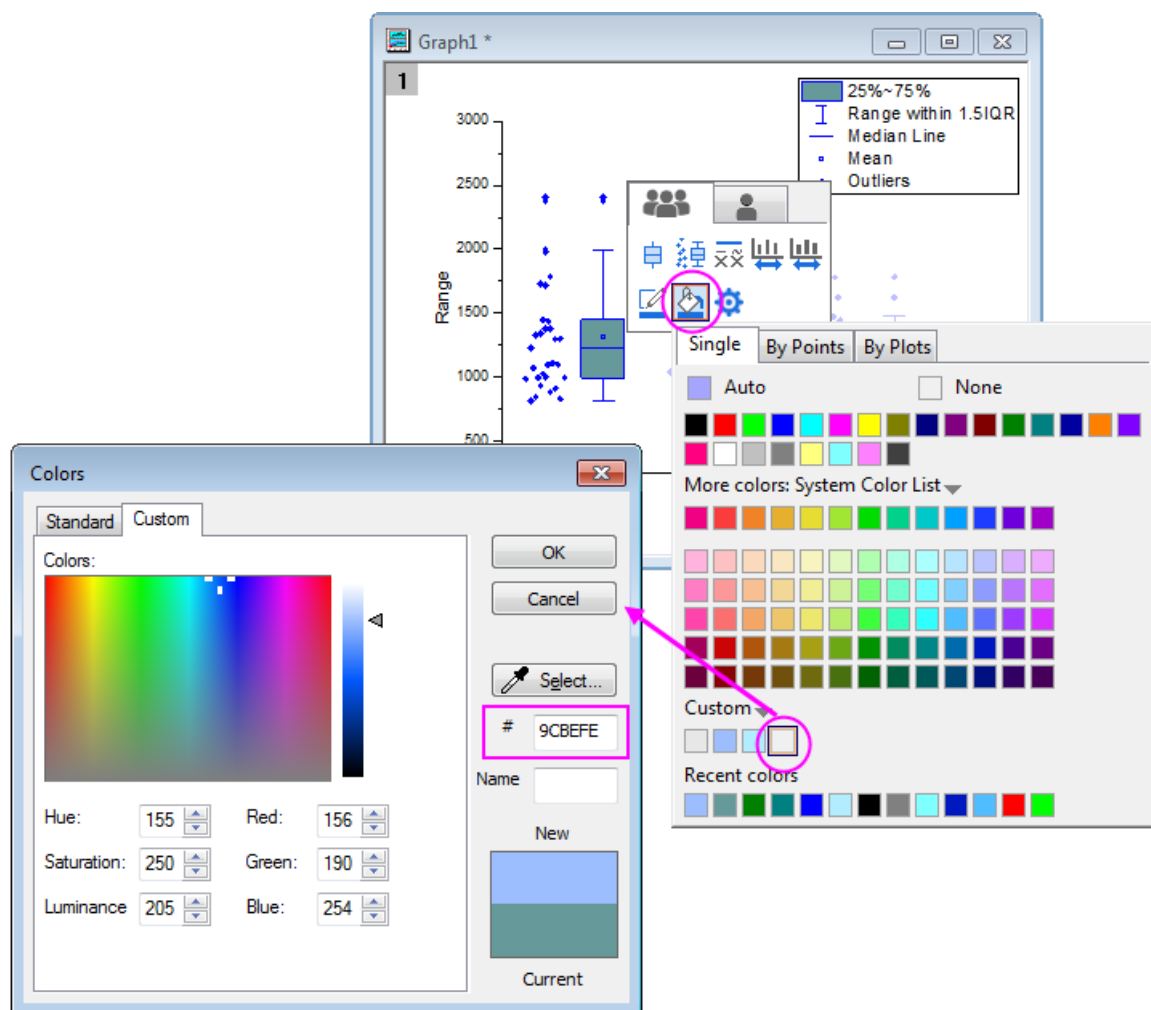 Graph1 *
1
25%~75%
Range within 1.5IQR
Median Line
Mean
Outliers
3000
2500
2000
1500
1000
500
Range
Single
By Points
By Plots
Auto
None
More colors: System Color List
Custom
Recent colors
Colors
Standard
Custom
Colors:
OK
Cancel
Select...
# 9CBEFE
Name
Hue: 155 Red: 156
Saturation: 250 Green: 190
Luminance 205 Blue: 254
New
Current